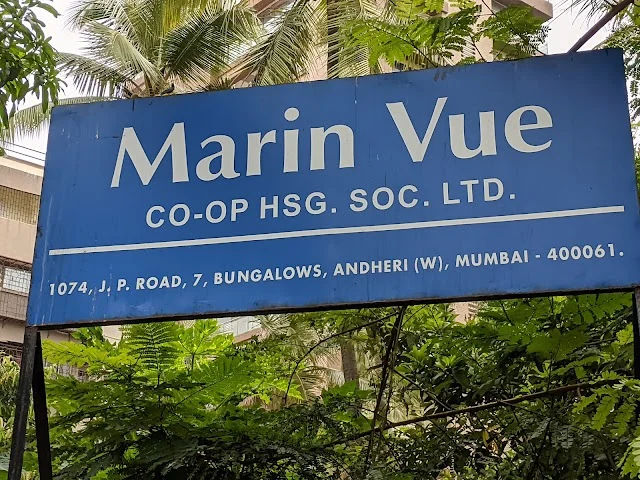 Marin Vue
CO-OP HSG. SOC. LTD.
1074, J. P. ROAD, 7, BUNGALOWS, ANDHERI (W), MUMBAI - 400061.